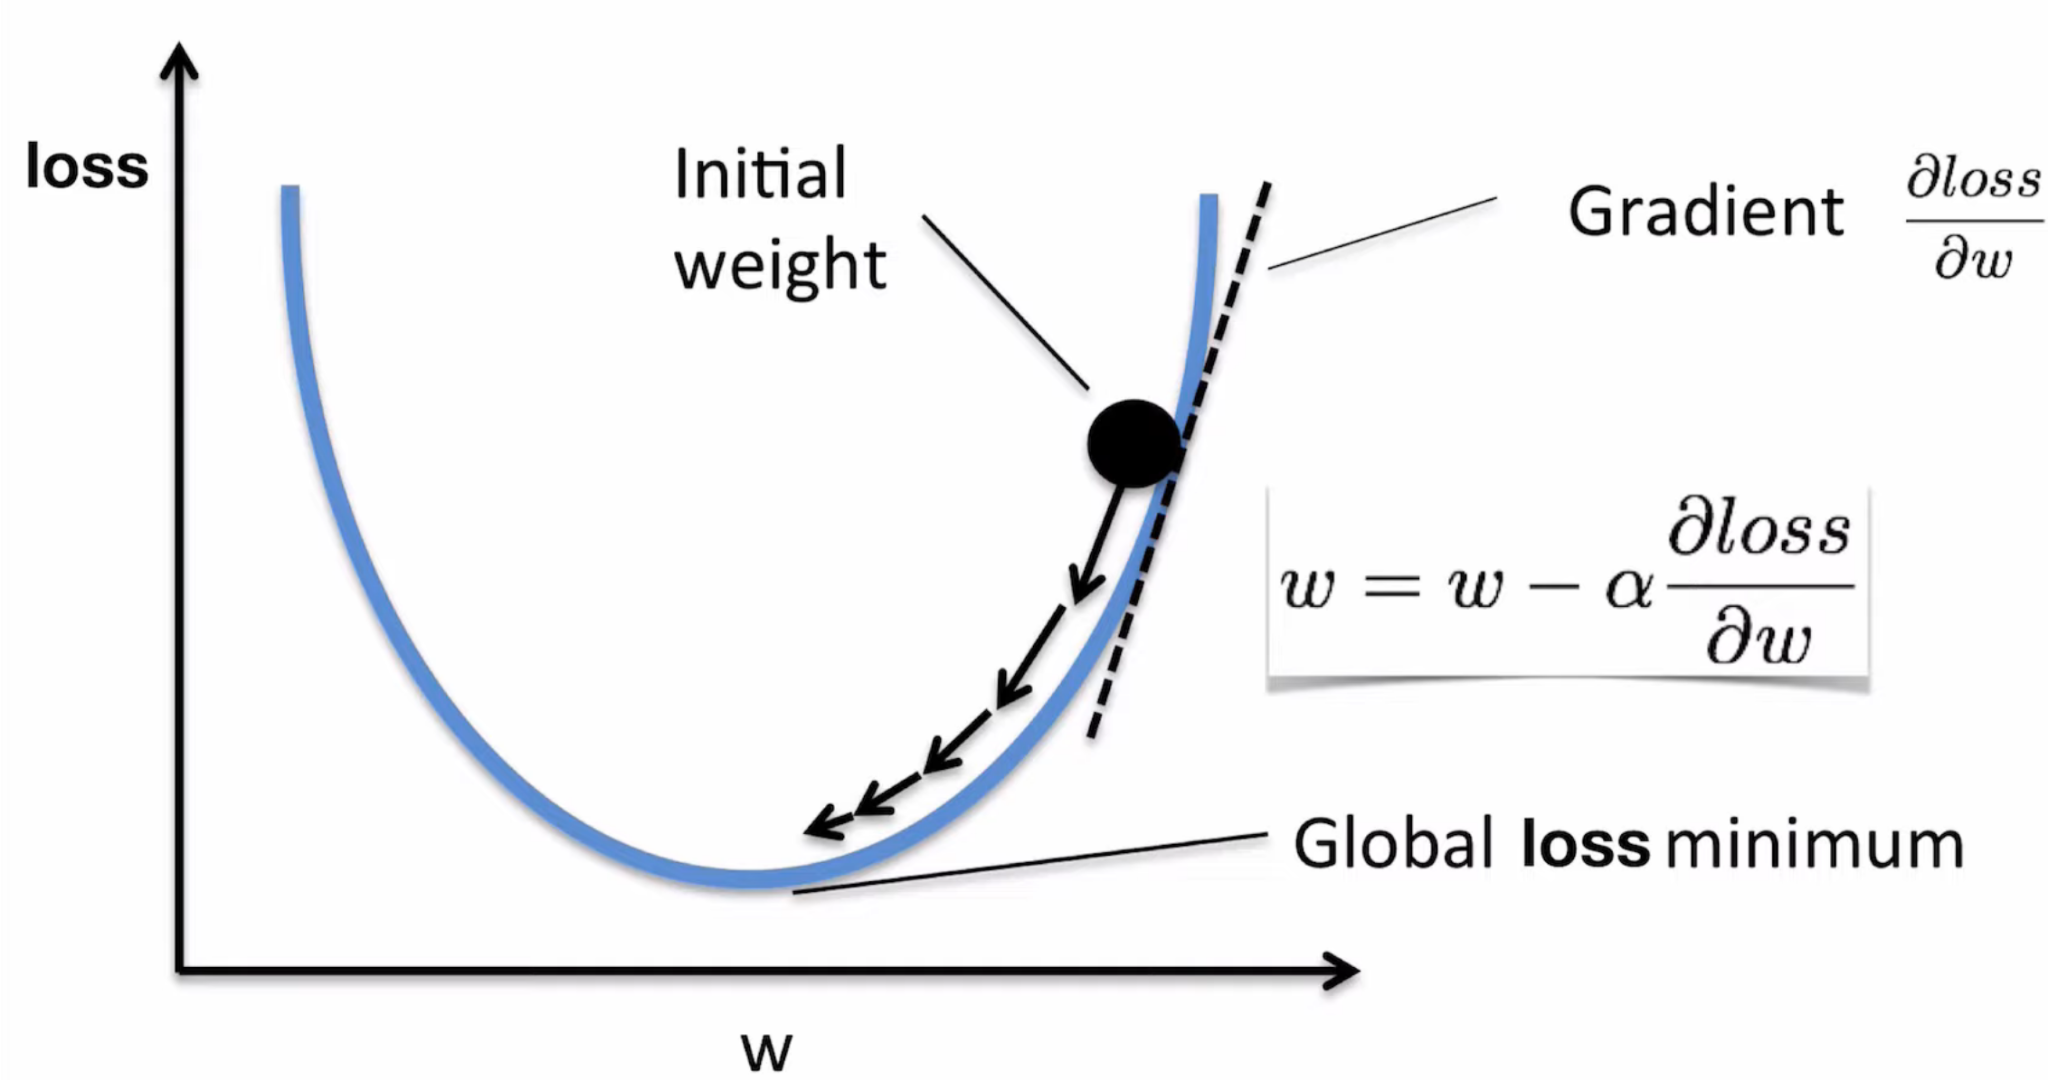 loss
Initial
weight
Gradient ∂loss/∂w
w = w − α ∂loss/∂w
Global loss minimum
w